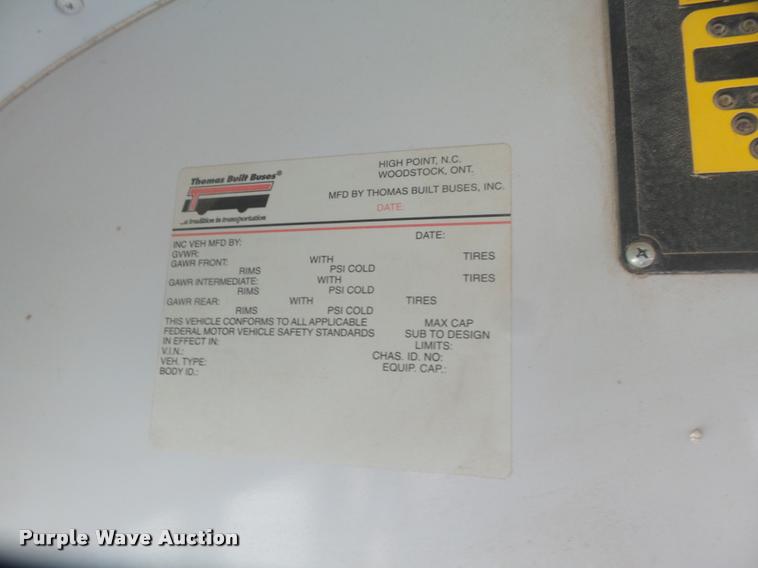 Thomas Built Buses®
...a tradition in transportation
HIGH POINT, N.C.
WOODSTOCK, ONT.
MFD BY THOMAS BUILT BUSES, INC.
DATE:
INC VEH MFD BY: DATE:
GVWR:
GAWR FRONT: WITH TIRES
RIMS PSI COLD
GAWR INTERMEDIATE: WITH TIRES
RIMS PSI COLD
GAWR REAR: WITH TIRES
RIMS PSI COLD
THIS VEHICLE CONFORMS TO ALL APPLICABLE MAX CAP
FEDERAL MOTOR VEHICLE SAFETY STANDARDS SUB TO DESIGN
IN EFFECT IN: LIMITS:
V.I.N.: CHAS. ID. NO:
VEH. TYPE: EQUIP. CAP.:
BODY ID.:
Purple Wave Auction